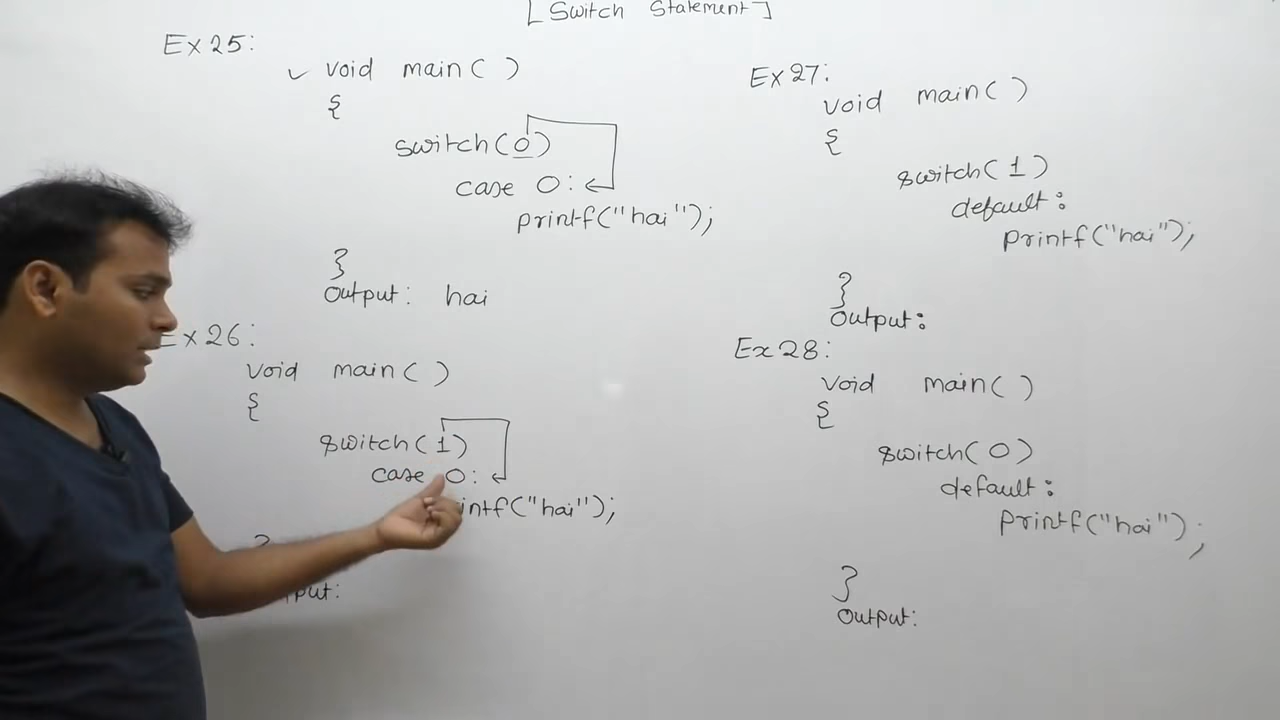 [Switch Statement]
Ex 25:
void main( )
{
switch(0)
case 0:
printf("hai");
}
Output: hai
Ex 26:
void main( )
{
switch(1)
case 0:
}
Ex 27:
void main( )
{
switch(1)
default:
printf("hai");
}
Output:
Ex 28:
void main( )
{
switch(0)
default:
printf("hai");
}
Output: